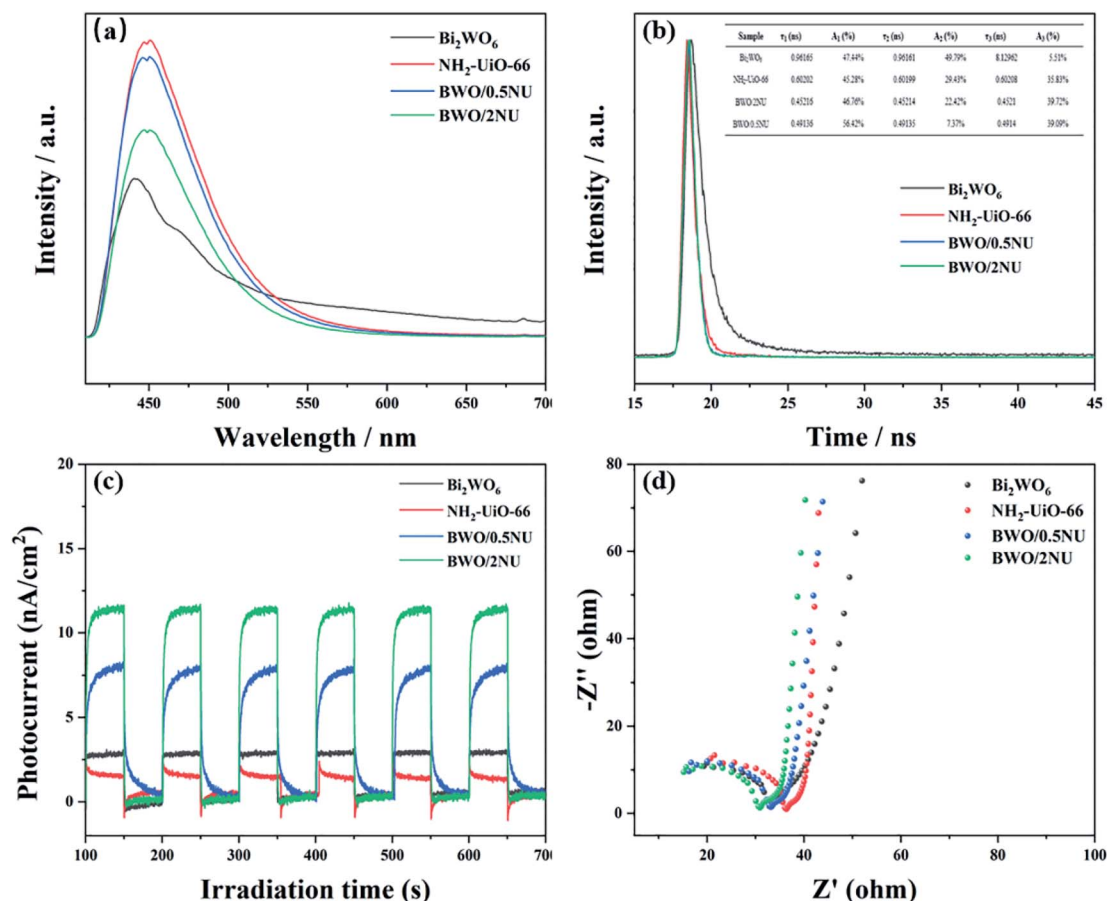 (a)
Bi₂WO₆
NH₂-UiO-66
BWO/0.5NU
BWO/2NU
Intensity / a.u.
450 500 550 600 650 700
Wavelength / nm
(b)
Sample τ₁ (ns) A₁ (%) τ₂ (ns) A₂ (%) τ₃ (ns) A₃ (%)
Bi₂WO₆ 0.96165 47.44% 0.96161 49.79% 8.12962 5.51%
NH₂-UiO-66 0.60202 45.28% 0.60199 29.43% 0.60208 35.83%
BWO/2NU 0.45216 46.76% 0.45214 22.42% 0.4521 39.72%
BWO/0.5NU 0.49136 56.42% 0.49135 7.37% 0.4914 39.09%
Bi₂WO₆
NH₂-UiO-66
BWO/0.5NU
BWO/2NU
Intensity / a.u.
15 20 25 30 35 40 45
Time / ns
(c)
Bi₂WO₆
NH₂-UiO-66
BWO/0.5NU
BWO/2NU
Photocurrent (nA/cm²)
20
15
10
5
0
100 200 300 400 500 600 700
Irradiation time (s)
(d)
Bi₂WO₆
NH₂-UiO-66
BWO/0.5NU
BWO/2NU
-Z'' (ohm)
80
60
40
20
0
20 40 60 80 100
Z' (ohm)